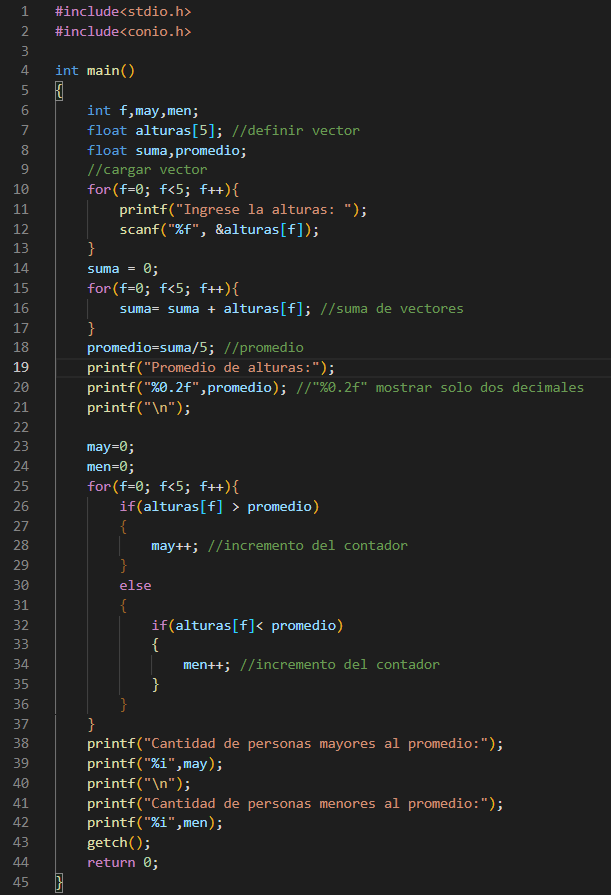 1 #include<stdio.h>
2 #include<conio.h>
3
4 int main()
5 {
6 int f,may,men;
7 float alturas[5]; //definir vector
8 float suma,promedio;
9 //cargar vector
10 for(f=0; f<5; f++){
11 printf("Ingrese la alturas: ");
12 scanf("%f", &alturas[f]);
13 }
14 suma = 0;
15 for(f=0; f<5; f++){
16 suma= suma + alturas[f]; //suma de vectores
17 }
18 promedio=suma/5; //promedio
19 printf("Promedio de alturas:");
20 printf("%0.2f",promedio); //"%0.2f" mostrar solo dos decimales
21 printf("\n");
22
23 may=0;
24 men=0;
25 for(f=0; f<5; f++){
26 if(alturas[f] > promedio)
27 {
28 may++; //incremento del contador
29 }
30 else
31 {
32 if(alturas[f]< promedio)
33 {
34 men++; //incremento del contador
35 }
36 }
37 }
38 printf("Cantidad de personas mayores al promedio:");
39 printf("%i",may);
40 printf("\n");
41 printf("Cantidad de personas menores al promedio:");
42 printf("%i",men);
43 getch();
44 return 0;
45 }